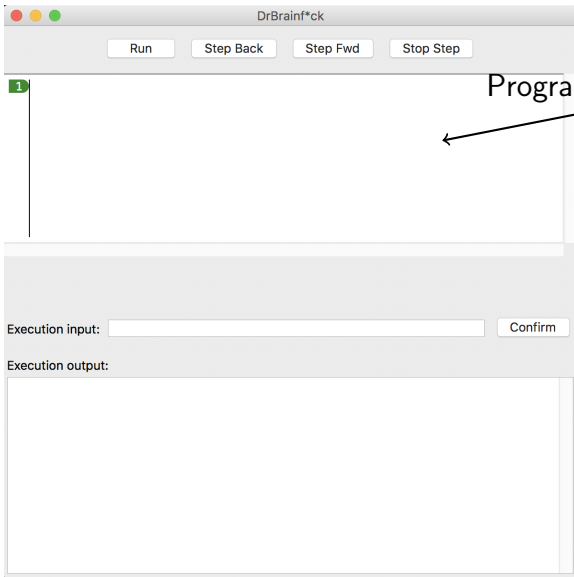 DrBrainf*ck
Run Step Back Step Fwd Stop Step
Progra
1
Execution input: Confirm
Execution output: